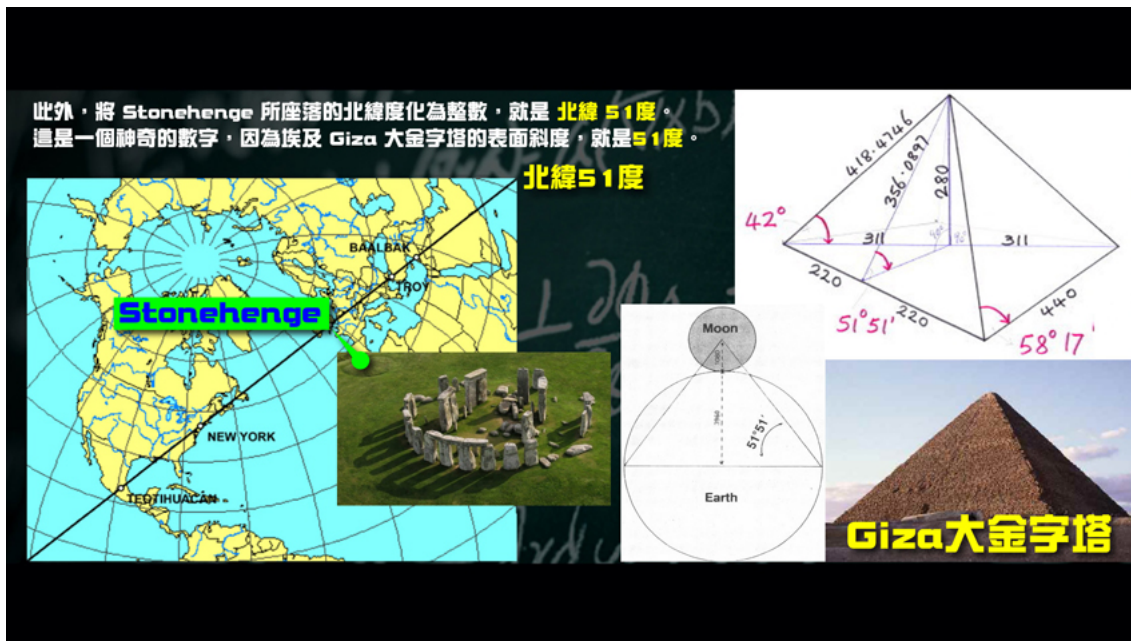 此外，將 Stonehenge 所座落的北緯度化為整數，就是 北緯 51度。
這是一個神奇的數字，因為埃及 Giza 大金字塔的表面斜度，就是51度。
北緯51度
BAALBAK
TROY
Stonehenge
NEW YORK
TEOTIHUALCAN
418.4746
356.0897
280
42°
311
311
220
220
440
51°51'
58°17'
Moon
1080
3960
51°51'
Earth
Giza大金字塔